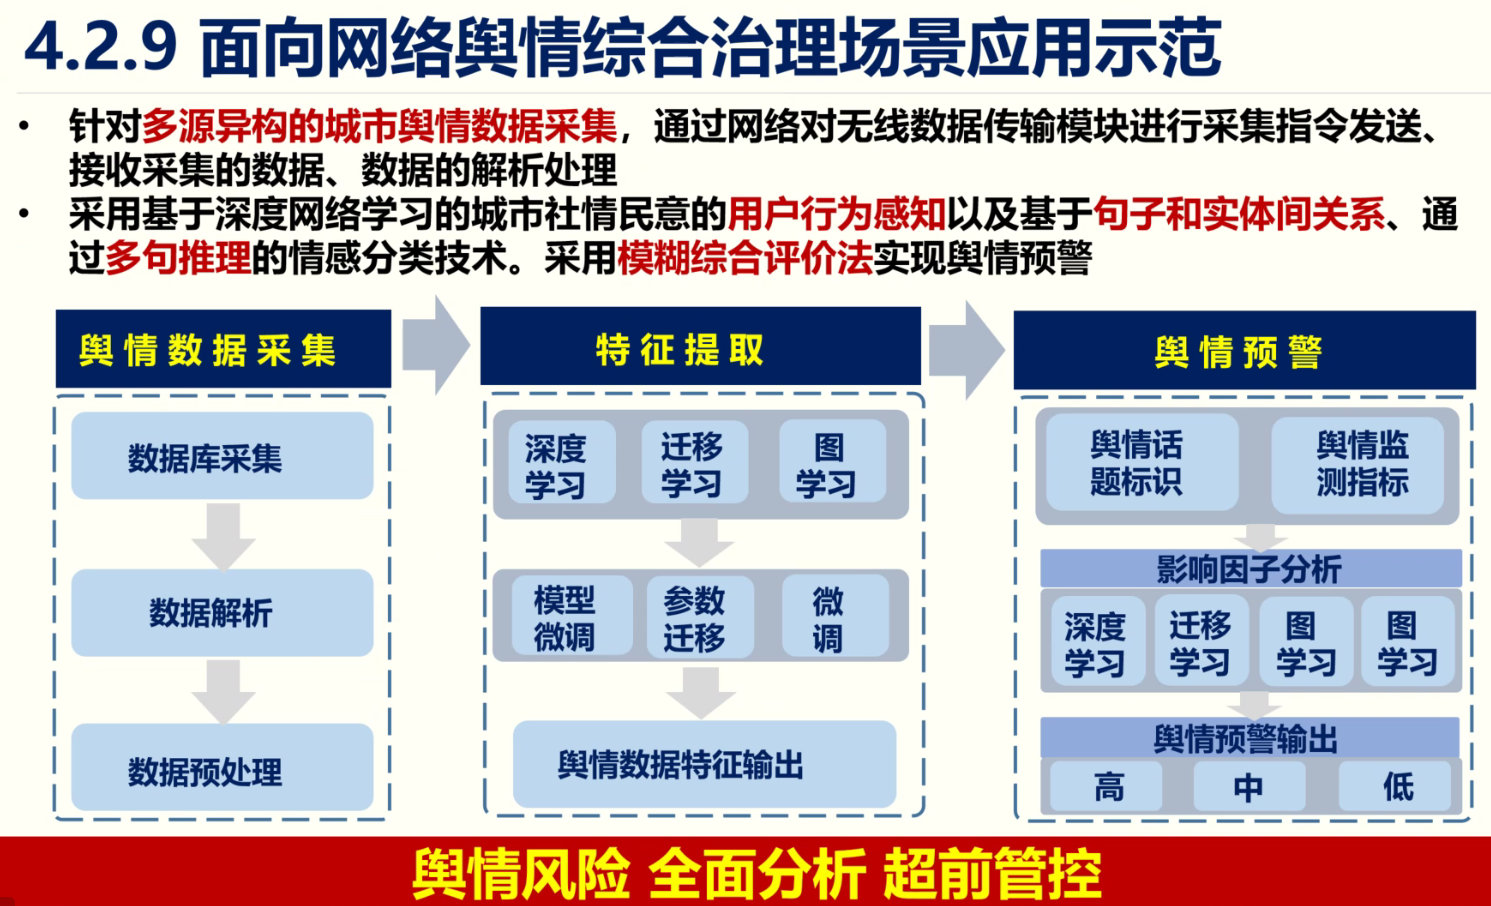 4.2.9 面向网络舆情综合治理场景应用示范
• 针对多源异构的城市舆情数据采集，通过网络对无线数据传输模块进行采集指令发送、
接收采集的数据、数据的解析处理
• 采用基于深度网络学习的城市社情民意的用户行为感知以及基于句子和实体间关系、通
过多句推理的情感分类技术。采用模糊综合评价法实现舆情预警
舆情数据采集
数据库采集
数据解析
数据预处理
特征提取
深度
学习
迁移
学习
图
学习
模型
微调
参数
迁移
微
调
舆情数据特征输出
舆情预警
舆情话
题标识
舆情监
测指标
影响因子分析
深度
学习
迁移
学习
图
学习
图
学习
舆情预警输出
高
中
低
舆情风险 全面分析 超前管控